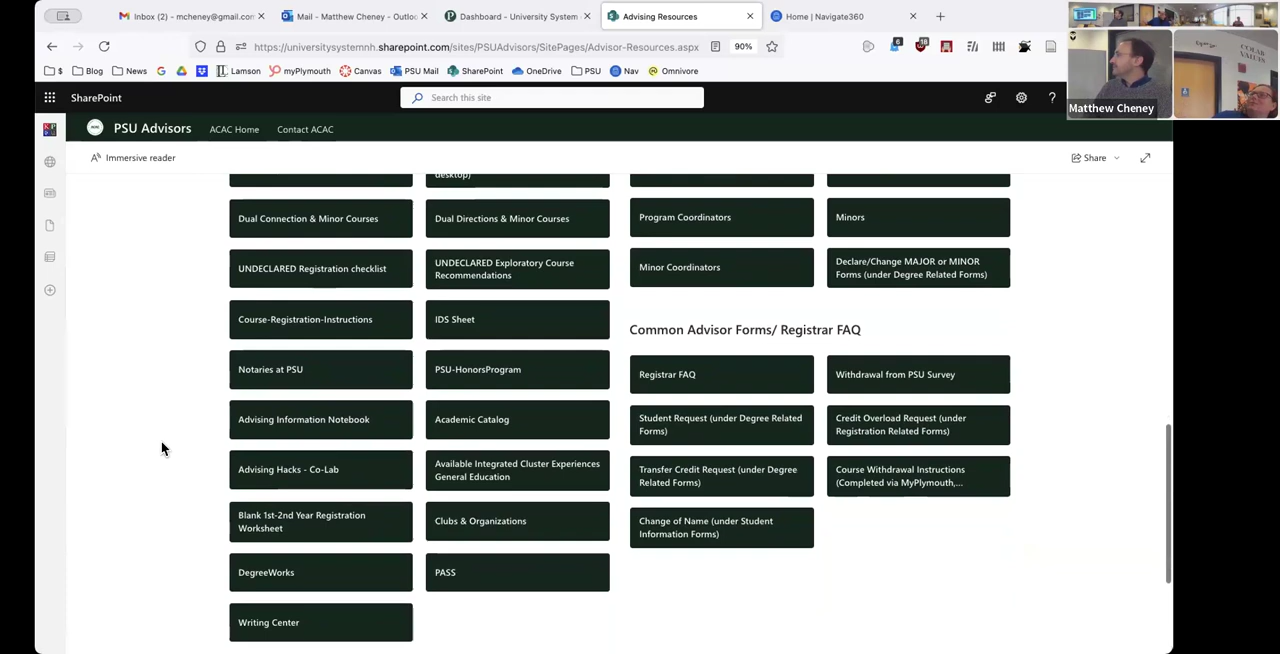 Inbox (2) - mcheney@gmail.com
Mail - Matthew Cheney - Outloo
Dashboard - University System
Advising Resources
Home | Navigate360
https://universitysystemnh.sharepoint.com/sites/PSUAdvisors/SitePages/Advisor-Resources.aspx
90%
6
18
$
Blog
News
Lamson
myPlymouth
Canvas
PSU Mail
SharePoint
OneDrive
PSU
Nav
Omnivore
COLAB
VALUES
Matthew Cheney
SharePoint
Search this site
PSU Advisors
ACAC Home
Contact ACAC
Immersive reader
Share
desktop)
Dual Connection & Minor Courses
Dual Directions & Minor Courses
UNDECLARED Registration checklist
UNDECLARED Exploratory Course
Recommendations
Course-Registration-Instructions
IDS Sheet
Notaries at PSU
PSU-HonorsProgram
Advising Information Notebook
Academic Catalog
Advising Hacks - Co-Lab
Available Integrated Cluster Experiences
General Education
Blank 1st-2nd Year Registration
Worksheet
Clubs & Organizations
DegreeWorks
PASS
Writing Center
Program Coordinators
Minors
Minor Coordinators
Declare/Change MAJOR or MINOR
Forms (under Degree Related Forms)
Common Advisor Forms/ Registrar FAQ
Registrar FAQ
Withdrawal from PSU Survey
Student Request (under Degree Related
Forms)
Credit Overload Request (under
Registration Related Forms)
Transfer Credit Request (under Degree
Related Forms)
Course Withdrawal Instructions
(Completed via MyPlymouth,...
Change of Name (under Student
Information Forms)